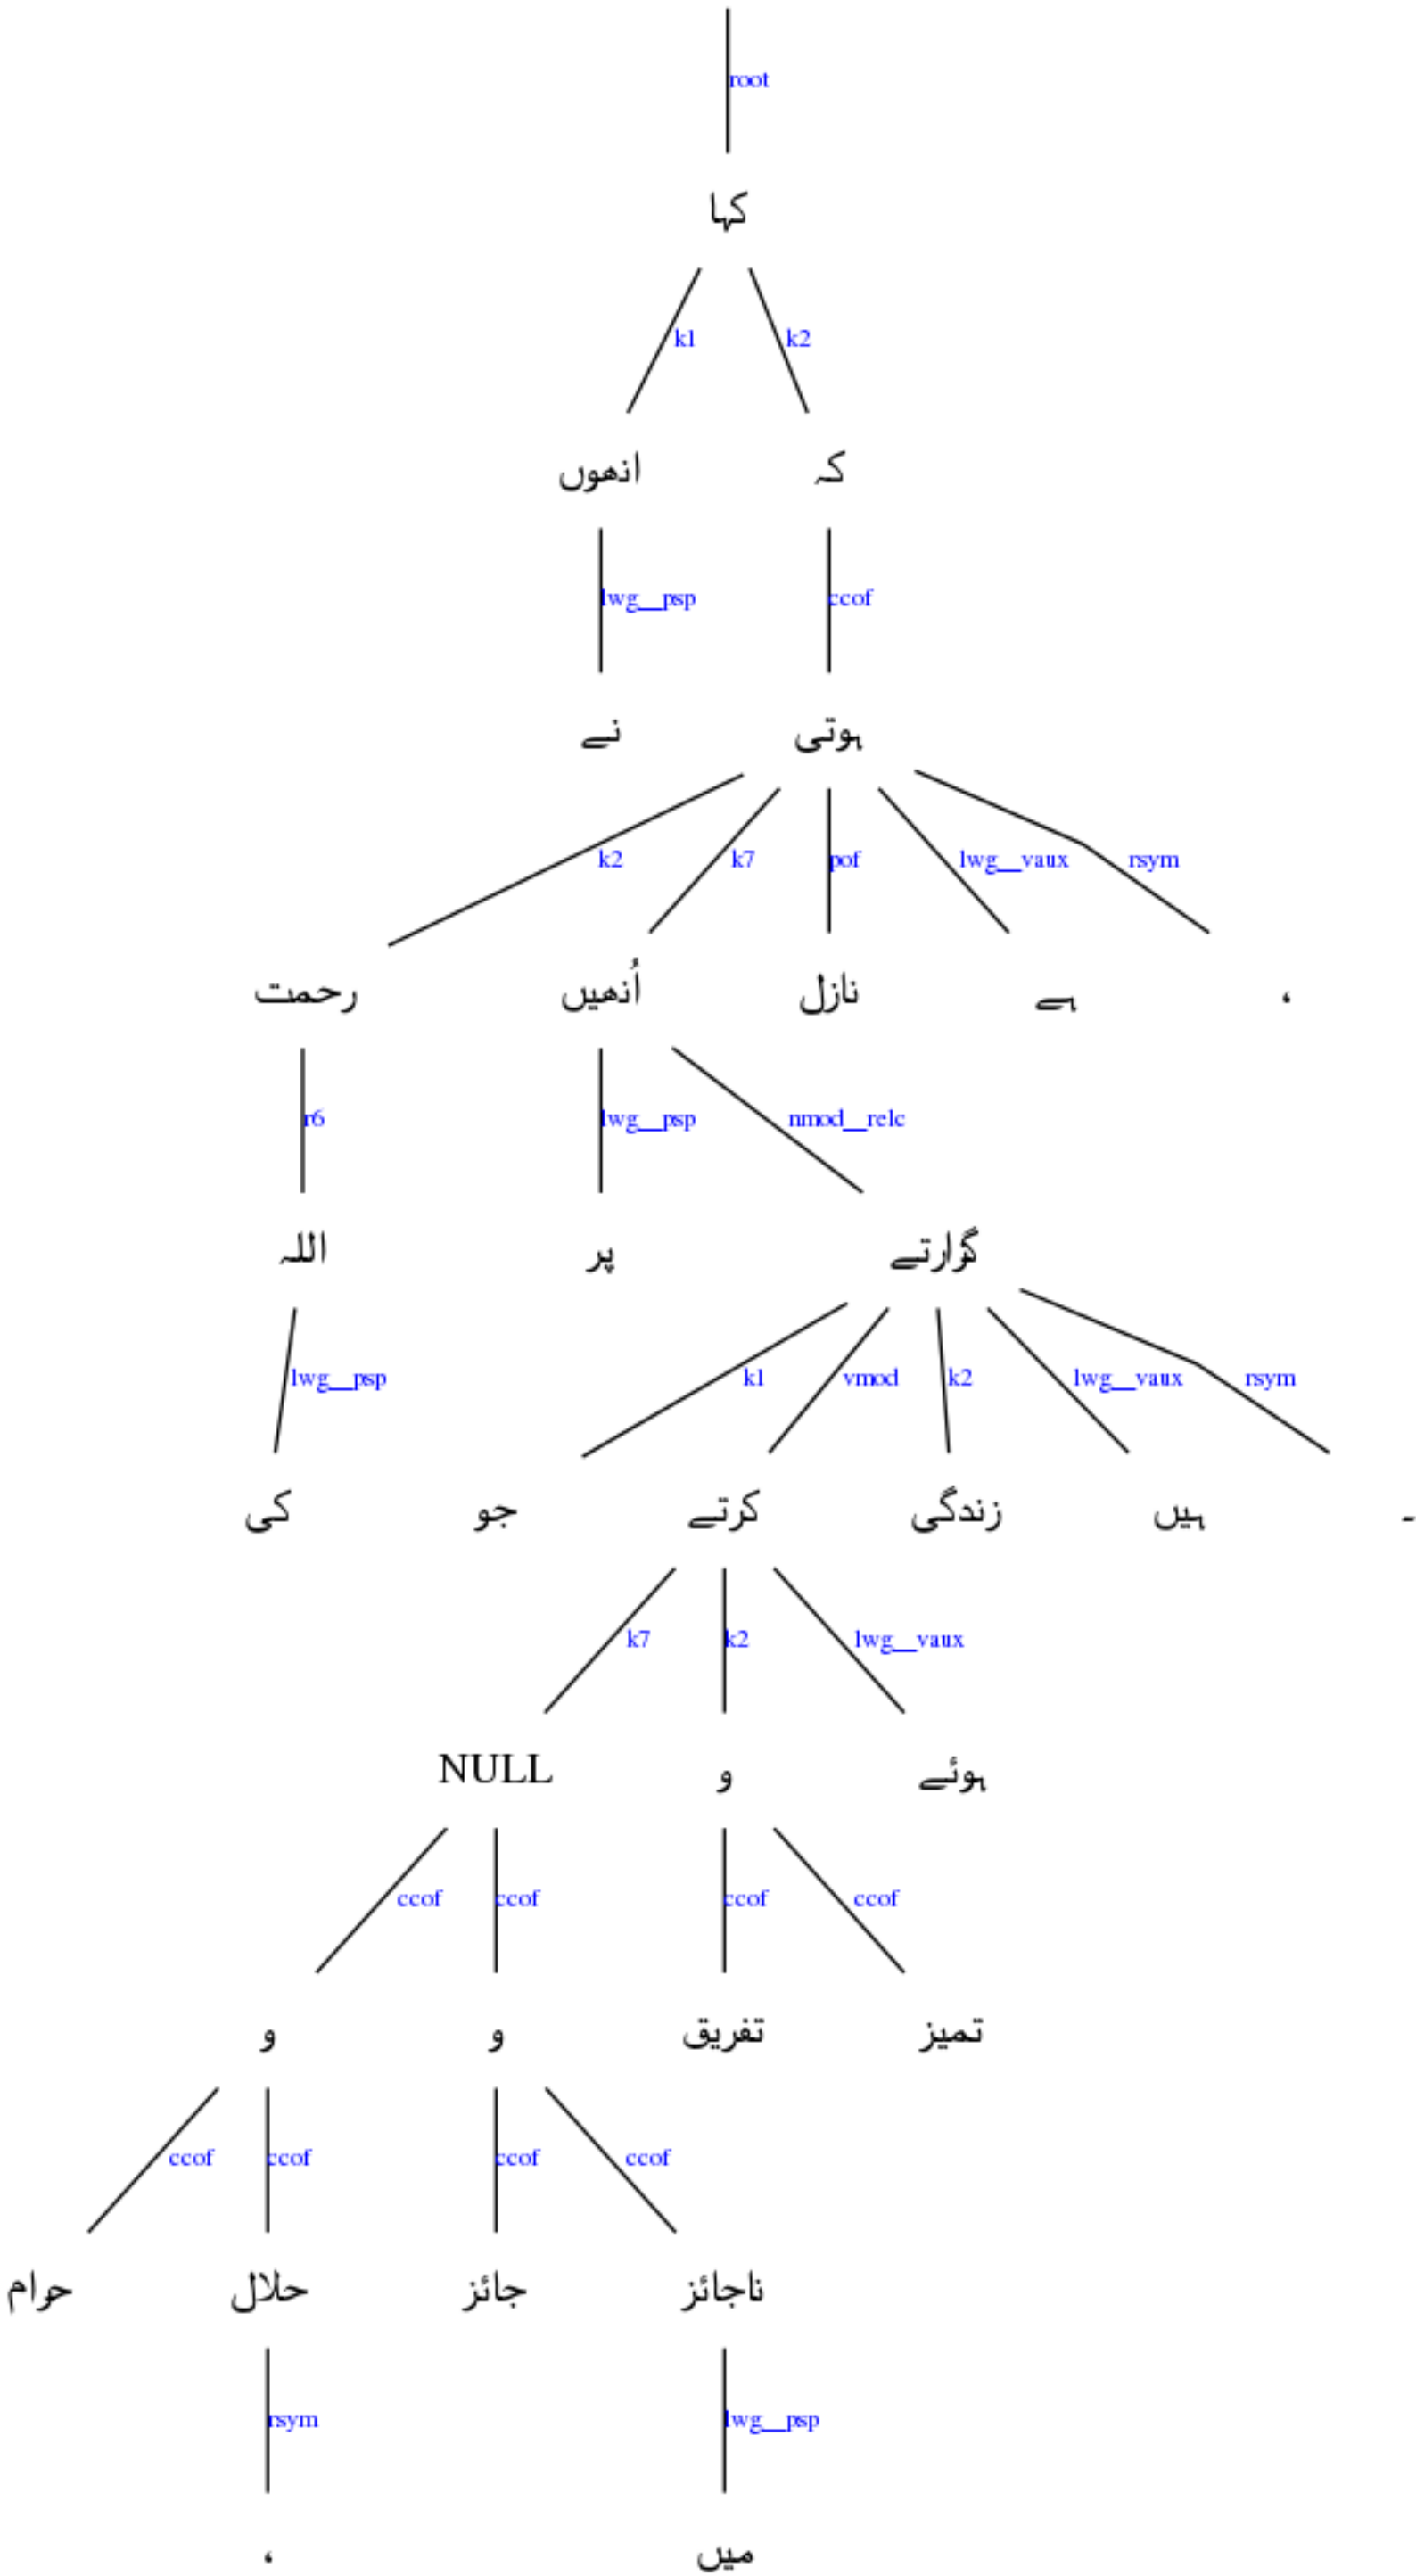 root
کہا
k1 k2
انھوں کہ
lwg__psp ccof
نے ہوتی
k2 k7 pof lwg__vaux rsym
رحمت اُنھیں نازل ہے ،
r6 lwg__psp nmod__relc
اللہ پر گزارتے
lwg__psp k1 vmod k2 lwg__vaux rsym
کی جو کرتے زندگی ہیں ۔
k7 k2 lwg__vaux
NULL و ہوئے
ccof ccof ccof ccof
و و تفریق تمیز
ccof ccof ccof ccof
حرام حلال جائز ناجائز
rsym lwg__psp
، میں